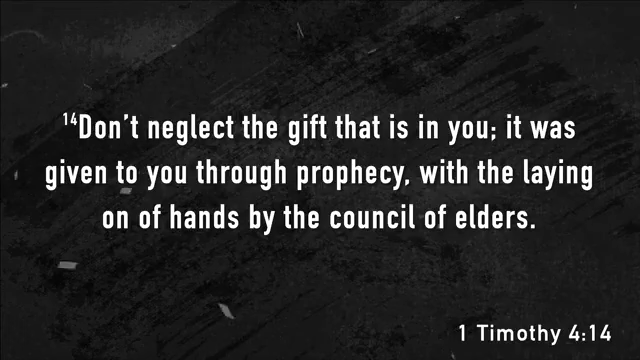 ¹⁴Don't neglect the gift that is in you; it was
given to you through prophecy, with the laying
on of hands by the council of elders.
1 Timothy 4:14